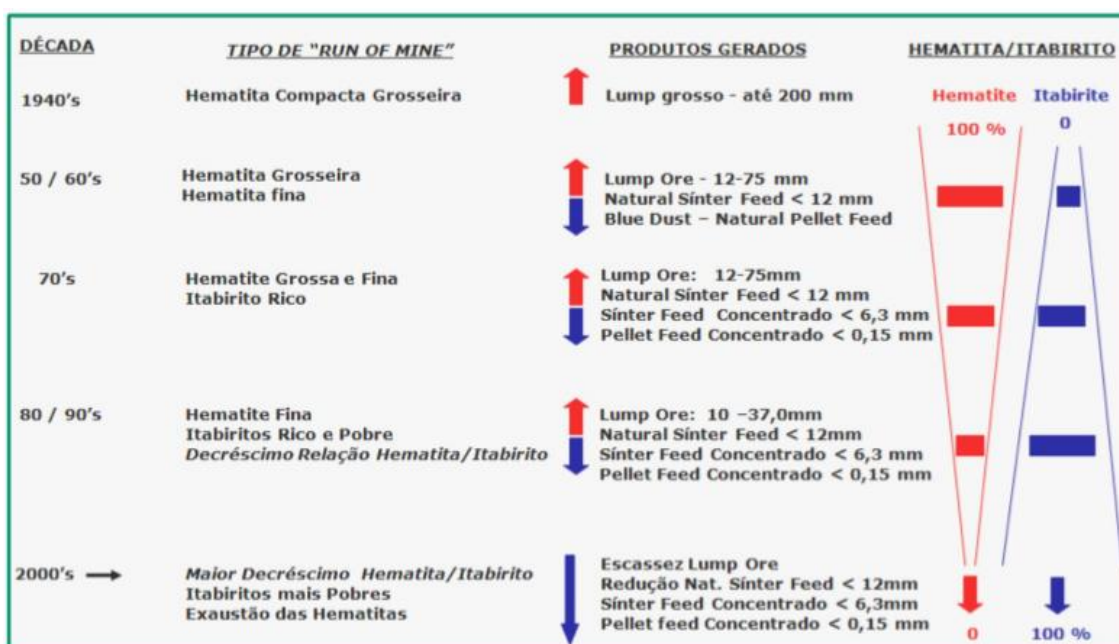 DÉCADA TIPO DE "RUN OF MINE" PRODUTOS GERADOS HEMATITA/ITABIRITO
1940's Hematita Compacta Grosseira Lump grosso - até 200 mm Hematite Itabirite
100 % 0
50 / 60's Hematita Grosseira Lump Ore - 12-75 mm
Hematita fina Natural Sínter Feed < 12 mm
Blue Dust – Natural Pellet Feed
70's Hematite Grossa e Fina Lump Ore: 12-75mm
Itabirito Rico Natural Sínter Feed < 12 mm
Sínter Feed Concentrado < 6,3 mm
Pellet Feed Concentrado < 0,15 mm
80 / 90's Hematite Fina Lump Ore: 10 –37,0mm
Itabiritos Rico e Pobre Natural Sínter Feed < 12mm
Decréscimo Relação Hematita/Itabirito Sínter Feed Concentrado < 6,3 mm
Pellet Feed Concentrado < 0,15 mm
2000's Maior Decréscimo Hematita/Itabirito Escassez Lump Ore
Itabiritos mais Pobres Redução Nat. Sínter Feed < 12mm
Exaustão das Hematitas Sínter Feed Concentrado < 6,3mm
Pellet feed Concentrado < 0,15 mm 0 100 %